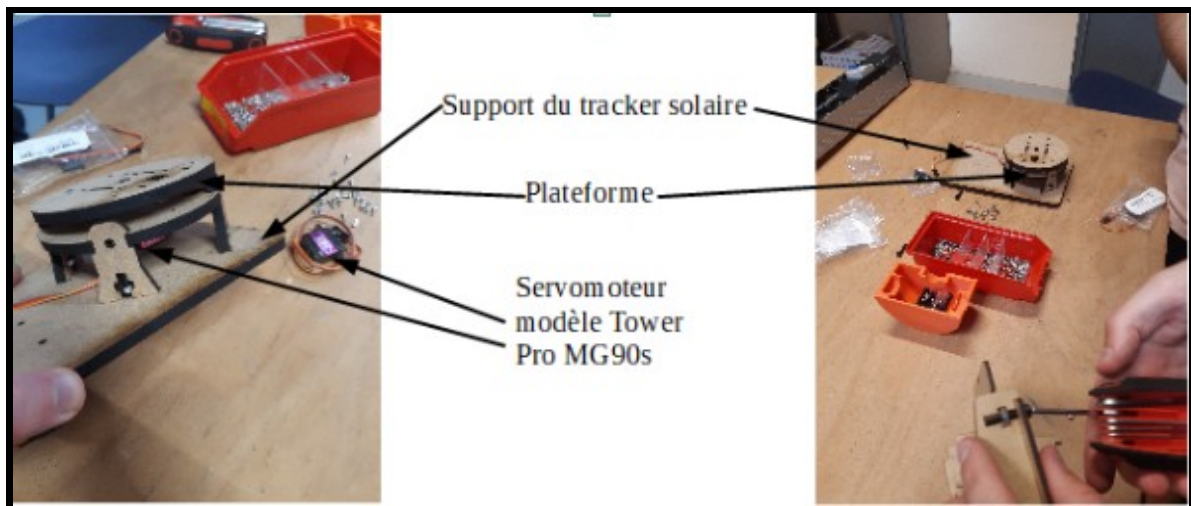 Support du tracker solaire
Plateforme
Servomoteur
modèle Tower
Pro MG90s